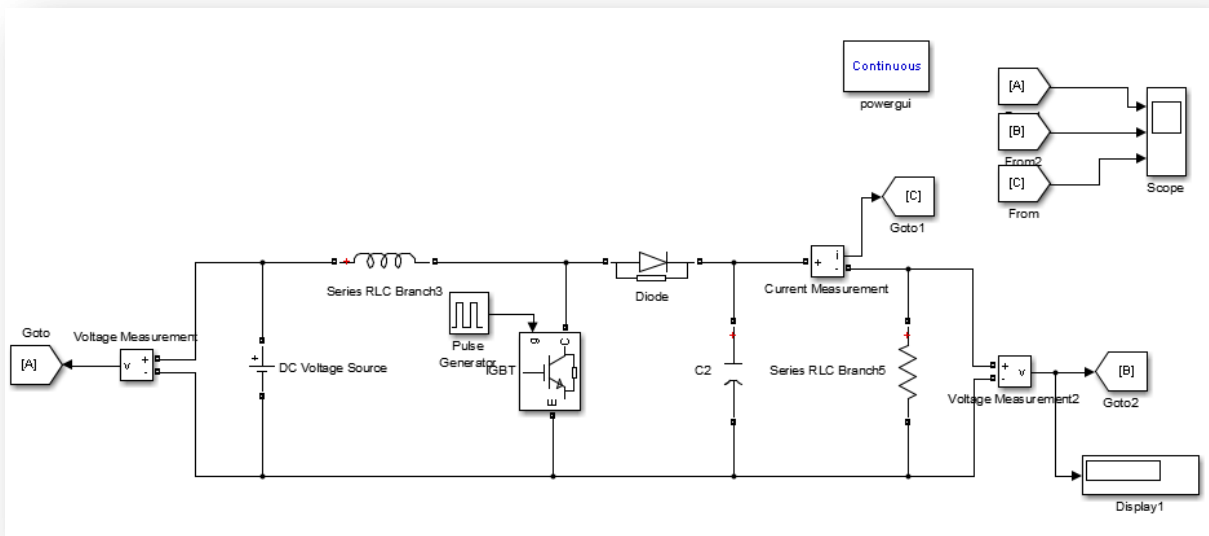 Continuous
powergui
[A]
[B]
From2
[C]
From
Scope
[C]
Goto1
i
+
-
Current Measurement
Series RLC Branch3
Diode
Goto
[A]
Voltage Measurement
v
+
-
+
DC Voltage Source
Pulse
Generator
g
C
E
IGBT
C2
Series RLC Branch5
+
-
v
Voltage Measurement2
[B]
Goto2
Display1